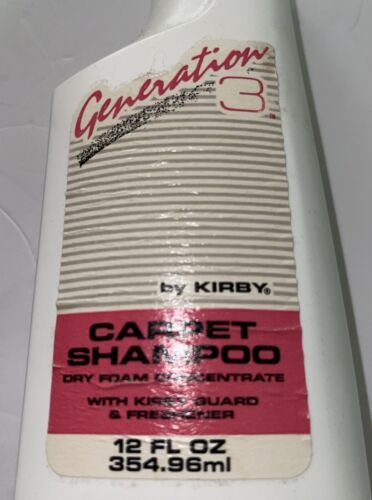 Generation
3
by KIRBY®
CARPET
SHAMPOO
DRY FOAM CONCENTRATE
WITH KIRBY GUARD
& FRESHENER
12 FL OZ
354.96ml